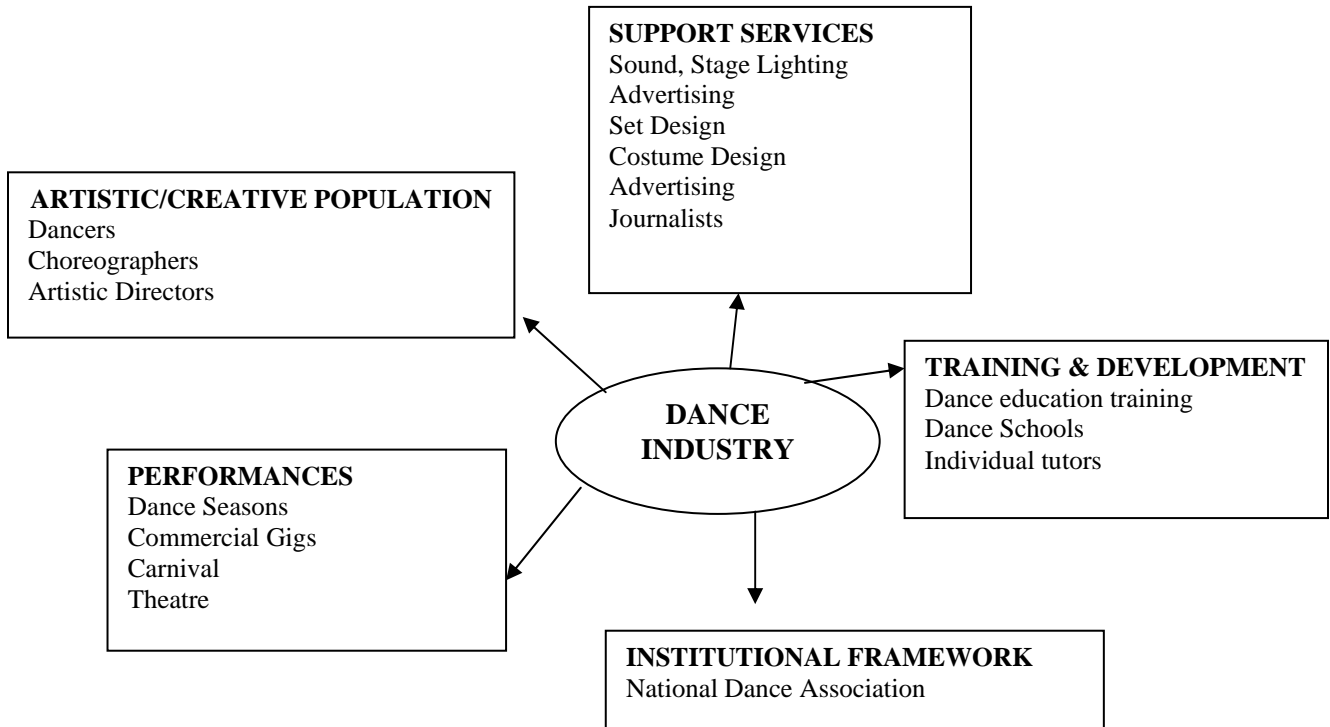 SUPPORT SERVICES
Sound, Stage Lighting
Advertising
Set Design
Costume Design
Advertising
Journalists
ARTISTIC/CREATIVE POPULATION
Dancers
Choreographers
Artistic Directors
DANCE
INDUSTRY
TRAINING & DEVELOPMENT
Dance education training
Dance Schools
Individual tutors
PERFORMANCES
Dance Seasons
Commercial Gigs
Carnival
Theatre
INSTITUTIONAL FRAMEWORK
National Dance Association